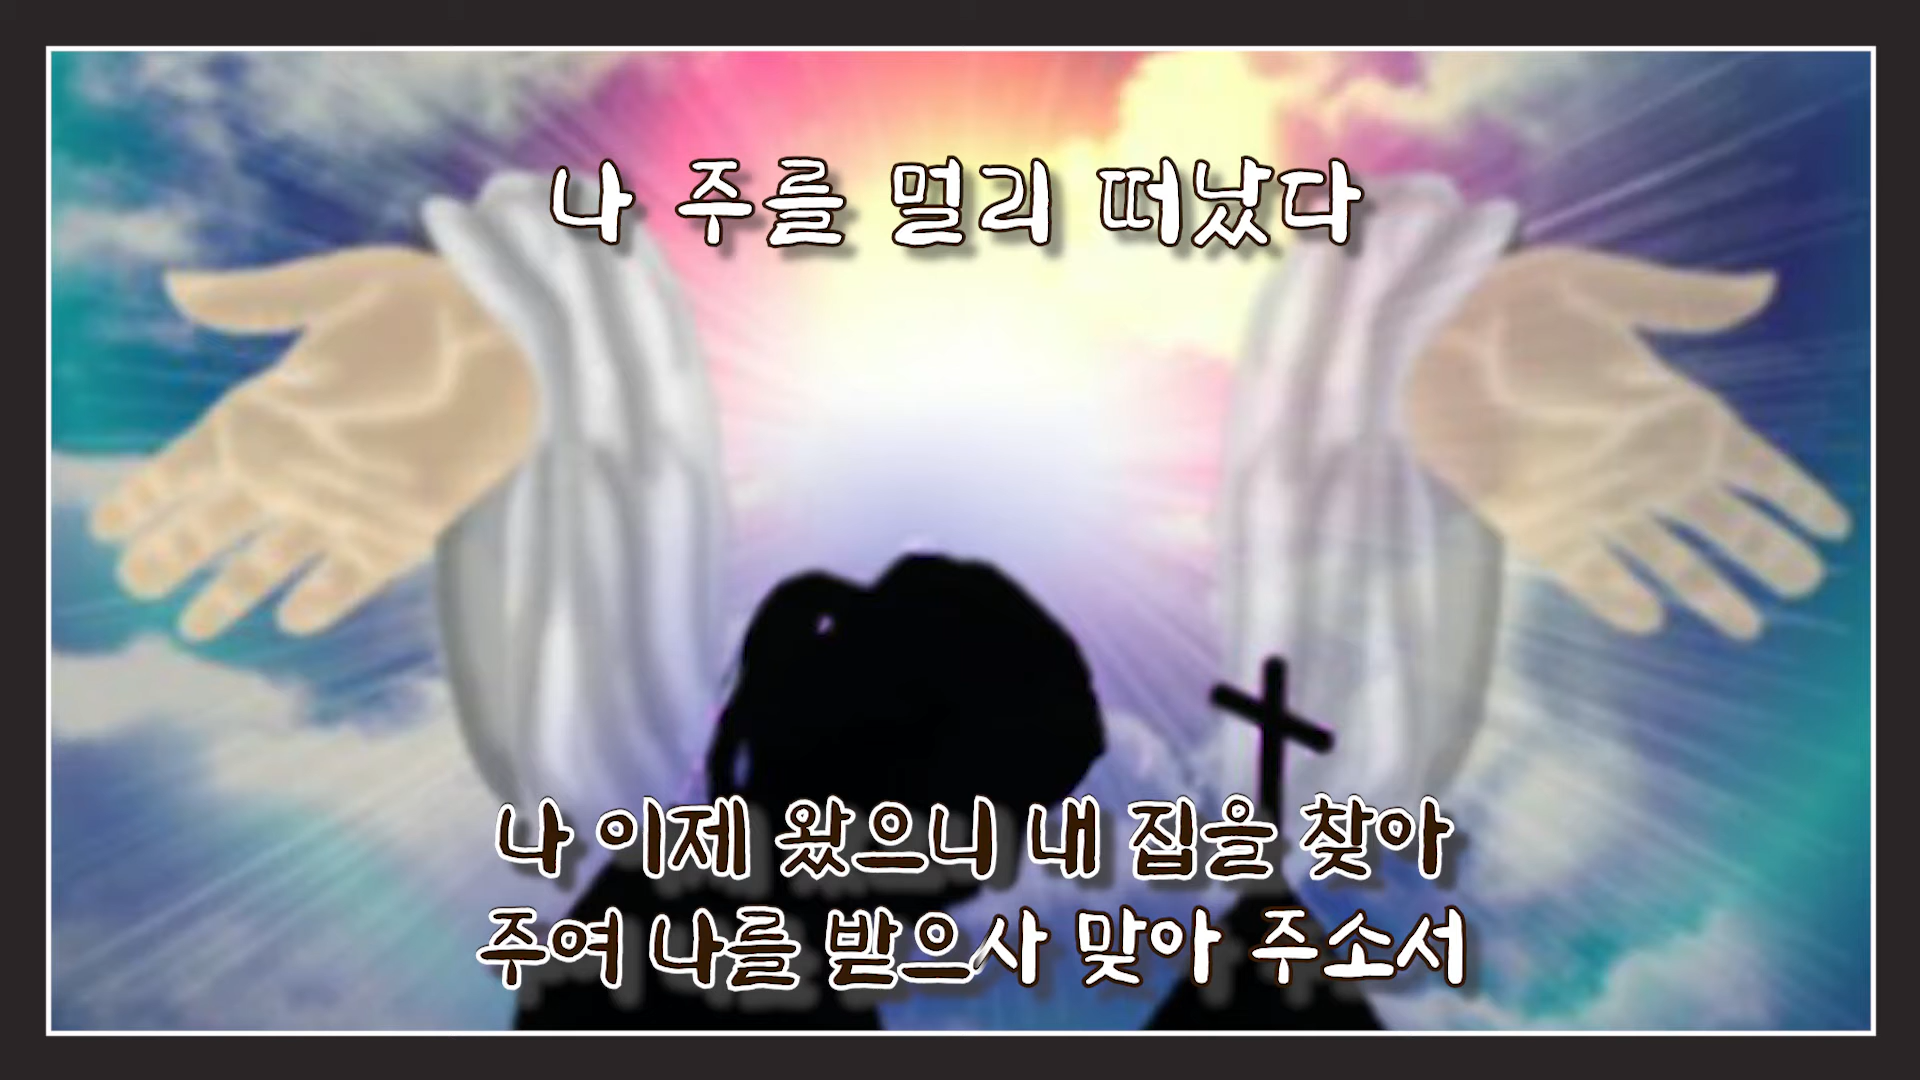 나 주를 멀리 떠났다
나 이제 왔으니 내 집을 찾아
주여 나를 받으사 맞아 주소서